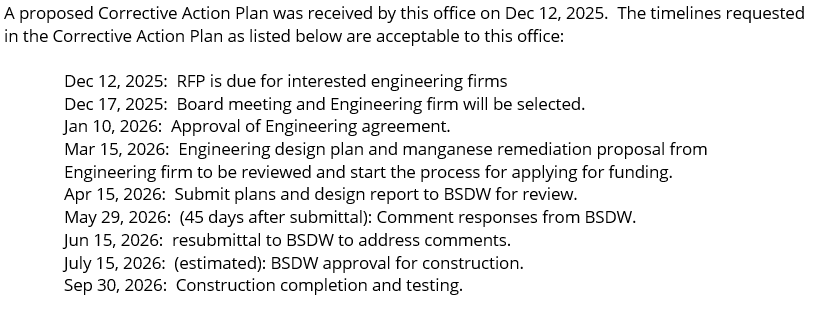 A proposed Corrective Action Plan was received by this office on Dec 12, 2025.  The timelines requested
in the Corrective Action Plan as listed below are acceptable to this office:
Dec 12, 2025:  RFP is due for interested engineering firms
Dec 17, 2025:  Board meeting and Engineering firm will be selected.
Jan 10, 2026:  Approval of Engineering agreement.
Mar 15, 2026:  Engineering design plan and manganese remediation proposal from
Engineering firm to be reviewed and start the process for applying for funding.
Apr 15, 2026:  Submit plans and design report to BSDW for review.
May 29, 2026:  (45 days after submittal): Comment responses from BSDW.
Jun 15, 2026:  resubmittal to BSDW to address comments.
July 15, 2026:  (estimated): BSDW approval for construction.
Sep 30, 2026:  Construction completion and testing.